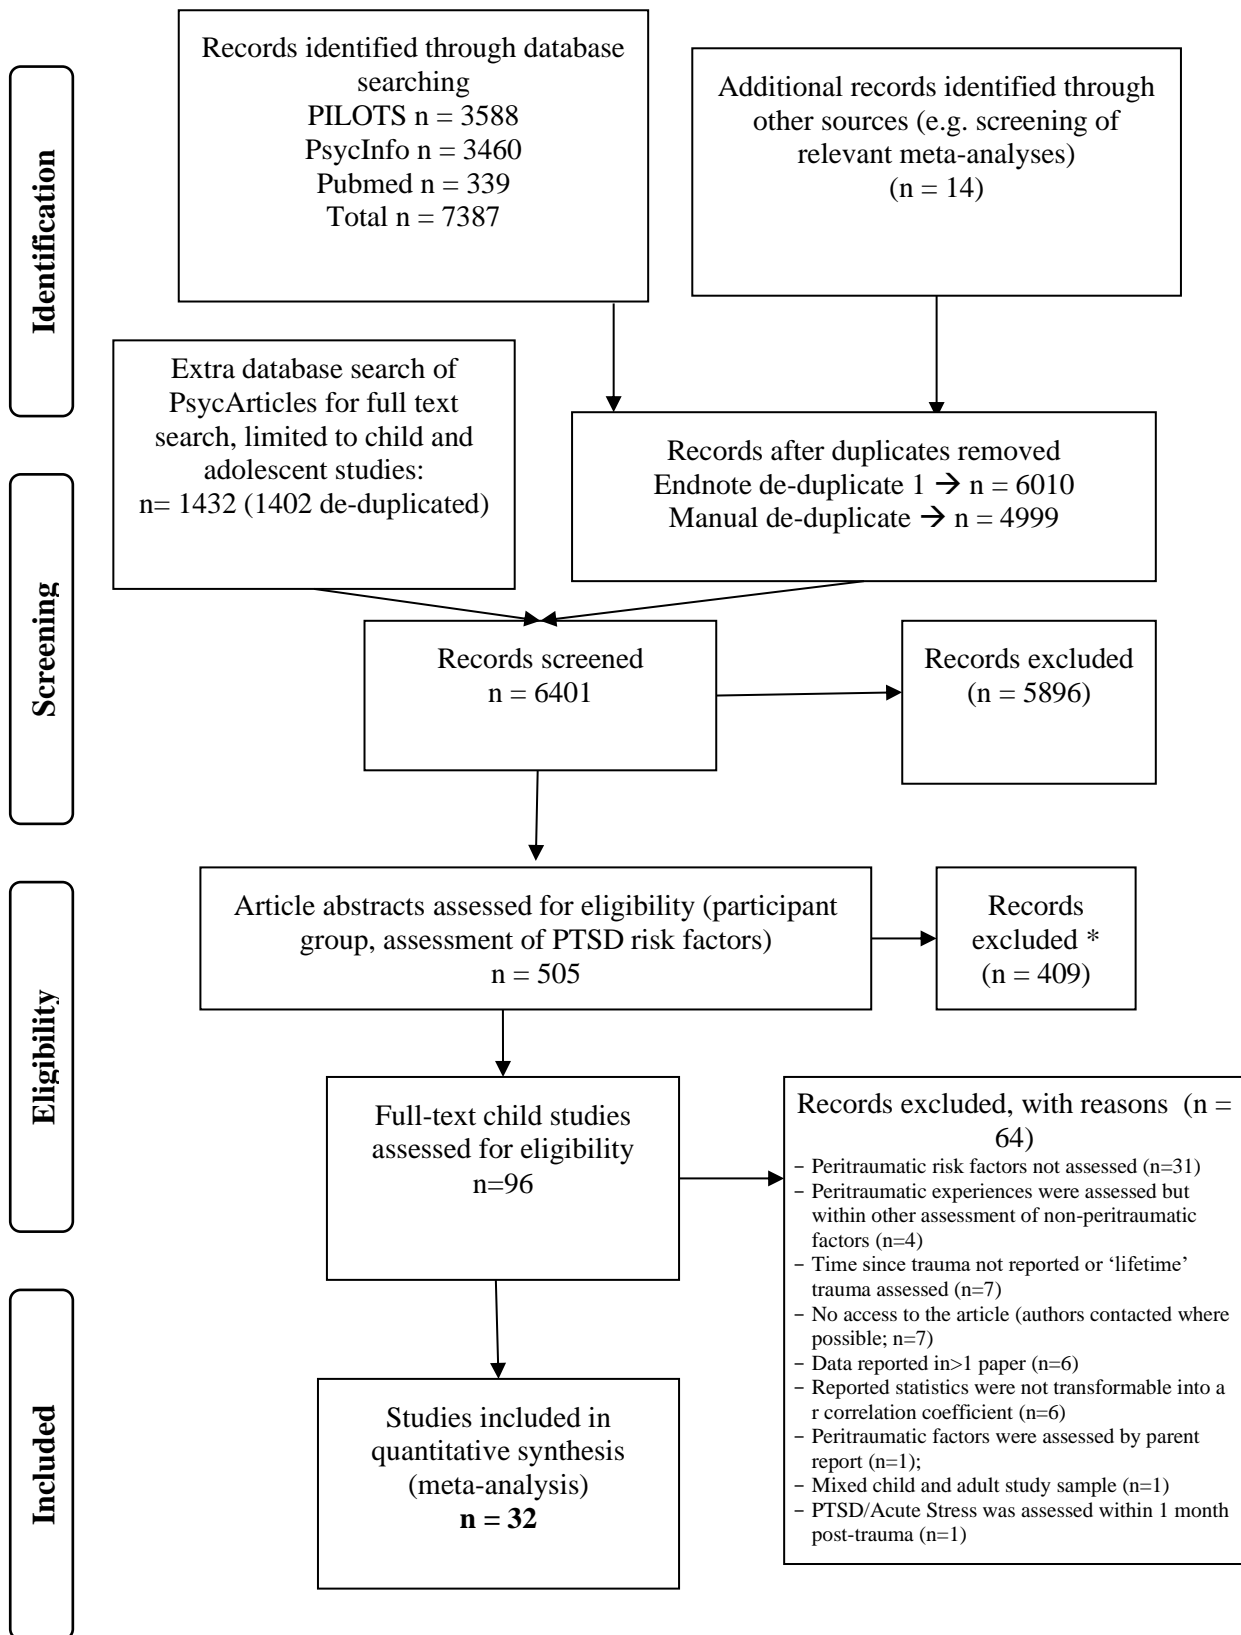 Identification
Records identified through database
searching
PILOTS n = 3588
PsycInfo n = 3460
Pubmed n = 339
Total n = 7387
Additional records identified through
other sources (e.g. screening of
relevant meta-analyses)
(n = 14)
Extra database search of
PsycArticles for full text
search, limited to child and
adolescent studies:
n= 1432 (1402 de-duplicated)
Records after duplicates removed
Endnote de-duplicate 1 → n = 6010
Manual de-duplicate → n = 4999
Screening
Records screened
n = 6401
Records excluded
(n = 5896)
Eligibility
Article abstracts assessed for eligibility (participant
group, assessment of PTSD risk factors)
n = 505
Records
excluded *
(n = 409)
Full-text child studies
assessed for eligibility
n=96
Records excluded, with reasons (n =
64)
− Peritraumatic risk factors not assessed (n=31)
− Peritraumatic experiences were assessed but
within other assessment of non-peritraumatic
factors (n=4)
− Time since trauma not reported or ‘lifetime’
trauma assessed (n=7)
− No access to the article (authors contacted where
possible; n=7)
− Data reported in>1 paper (n=6)
− Reported statistics were not transformable into a
r correlation coefficient (n=6)
− Peritraumatic factors were assessed by parent
report (n=1);
− Mixed child and adult study sample (n=1)
− PTSD/Acute Stress was assessed within 1 month
post-trauma (n=1)
Included
Studies included in
quantitative synthesis
(meta-analysis)
n = 32